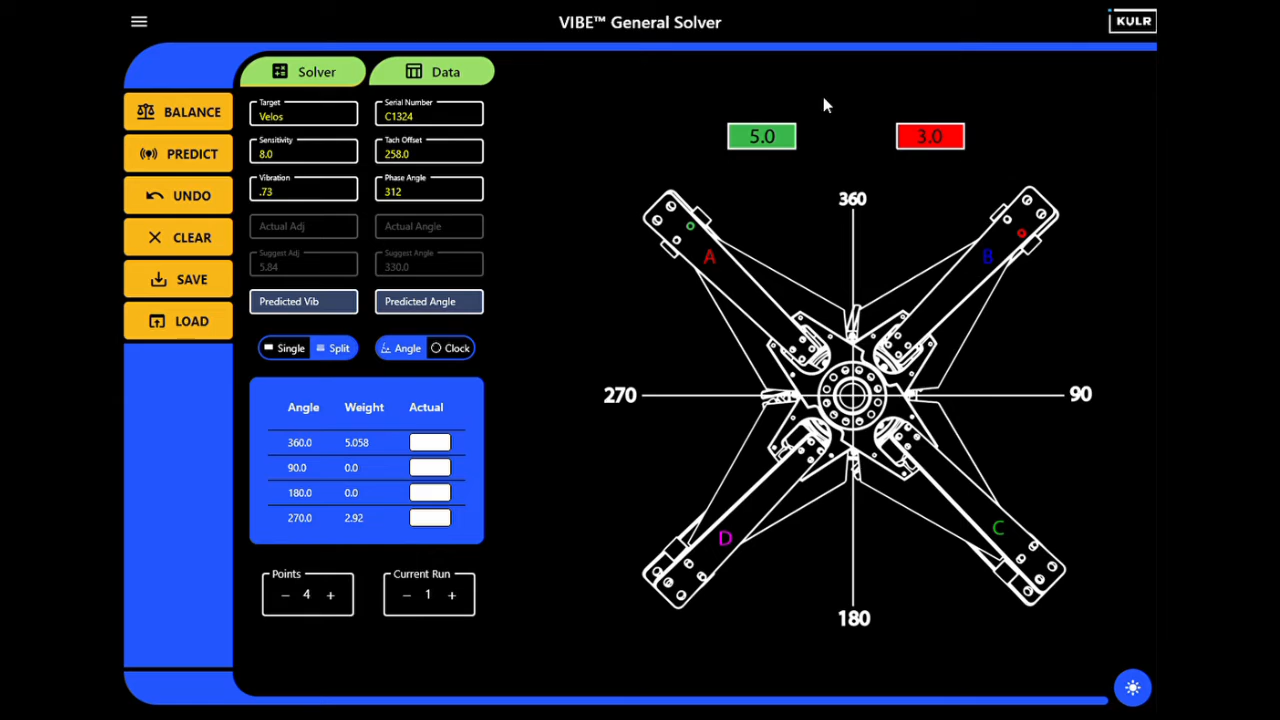 VIBE™ General Solver
KULR
Solver
Data
BALANCE
PREDICT
UNDO
CLEAR
SAVE
LOAD
Target
Velos
Serial Number
C1324
Sensitivity
8.0
Tach Offset
258.0
Vibration
.73
Phase Angle
312
Actual Adj
Actual Angle
Suggest Adj
5.84
Suggest Angle
330.0
Predicted Vib
Predicted Angle
Single
Split
Angle
Clock
Angle Weight Actual
360.0 5.058
90.0 0.0
180.0 0.0
270.0 2.92
Points
− 4 +
Current Run
− 1 +
5.0
3.0
360
A
B
270
90
D
C
180